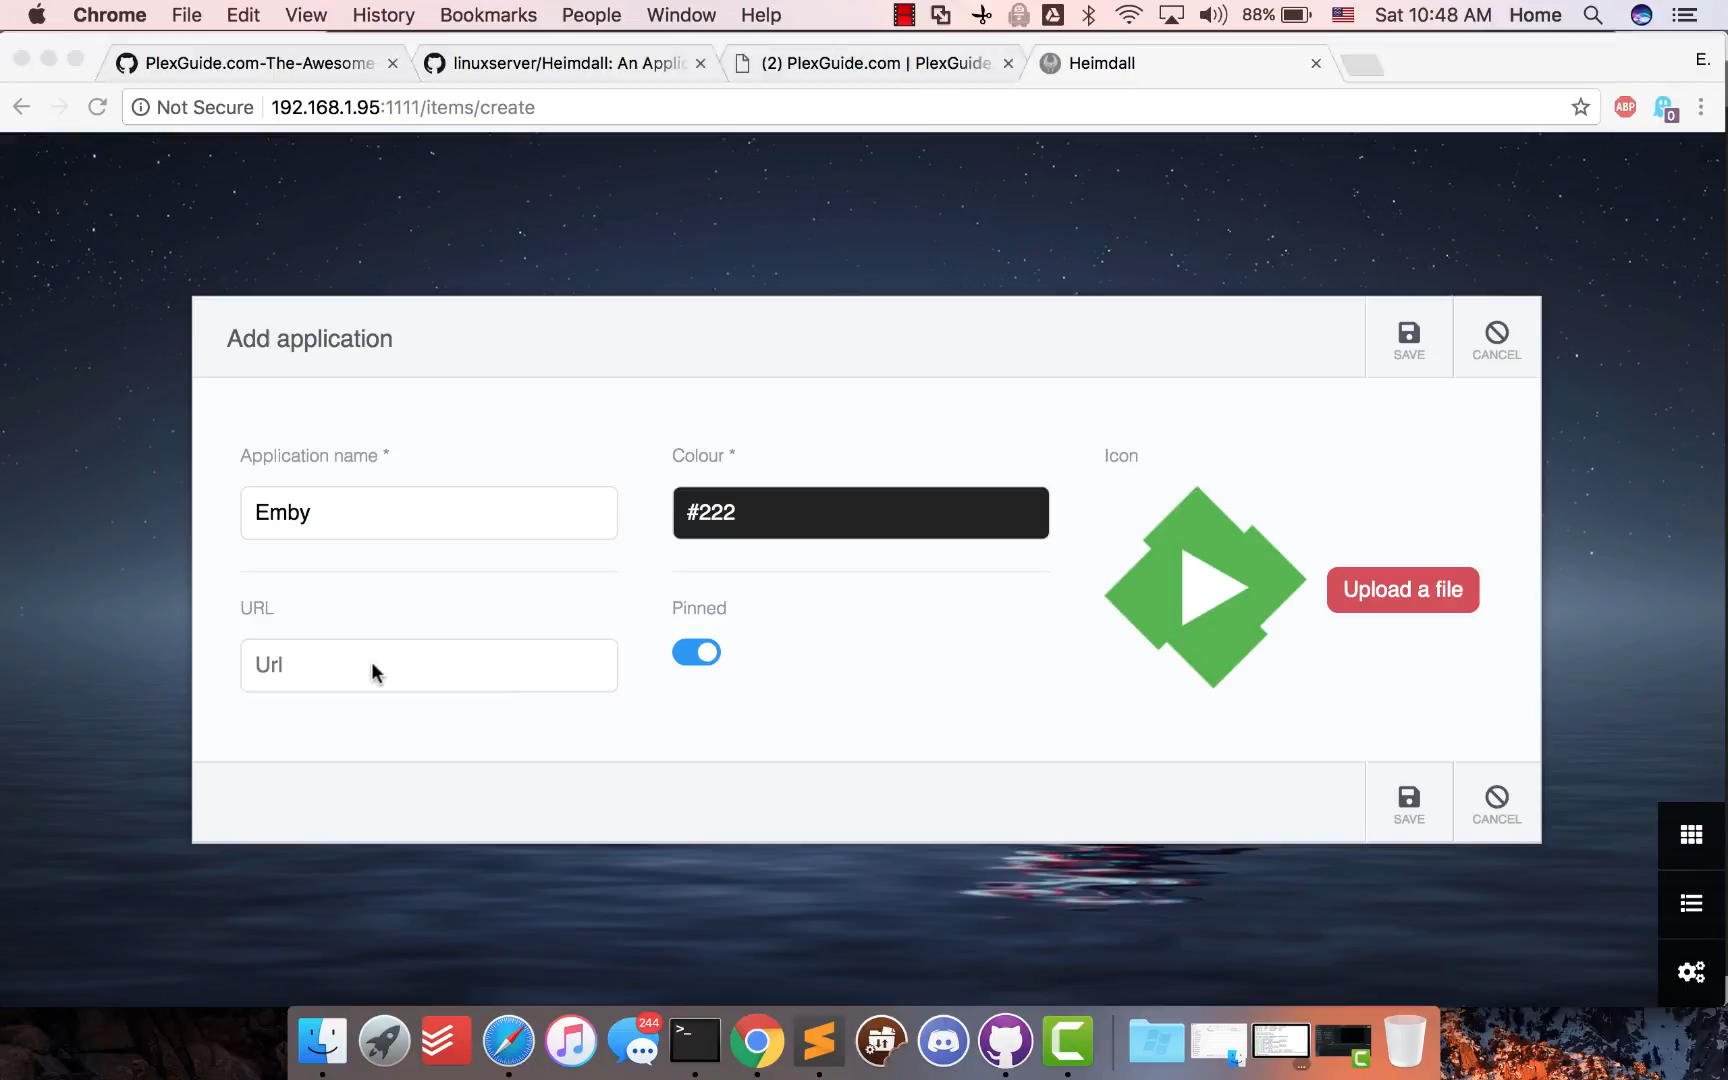 Chrome File Edit View History Bookmarks People Window Help 88% Sat 10:48 AM Home
PlexGuide.com-The-Awesome linuxserver/Heimdall: An Applic (2) PlexGuide.com | PlexGuide Heimdall E.
Not Secure 192.168.1.95:1111/items/create ABP 0
Add application SAVE CANCEL
Application name * Colour * Icon
Emby #222
Upload a file
URL Pinned
Url
SAVE CANCEL
244
>_